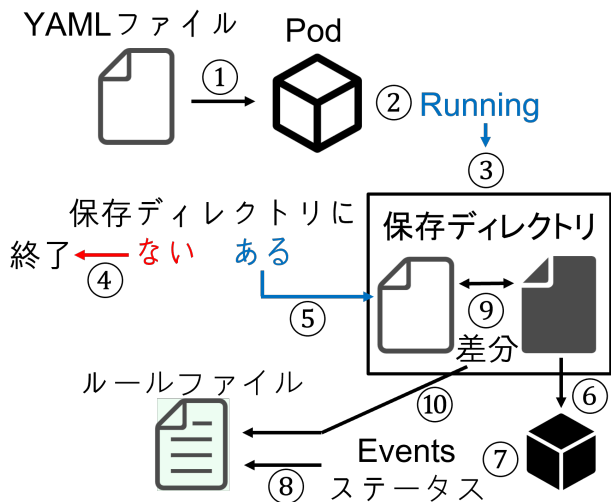 YAMLファイル
Pod
①
② Running
③
保存ディレクトリに
終了 ④ ない ある
⑤
保存ディレクトリ
⑨
差分
⑥
ルールファイル
⑩
Events
ステータス
⑦
⑧